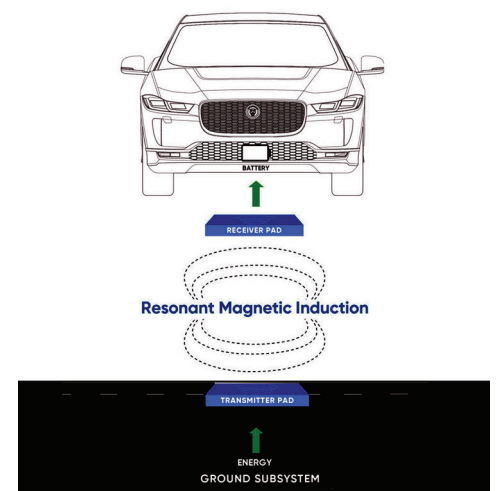 BATTERY
RECEIVER PAD
Resonant Magnetic Induction
TRANSMITTER PAD
ENERGY
GROUND SUBSYSTEM